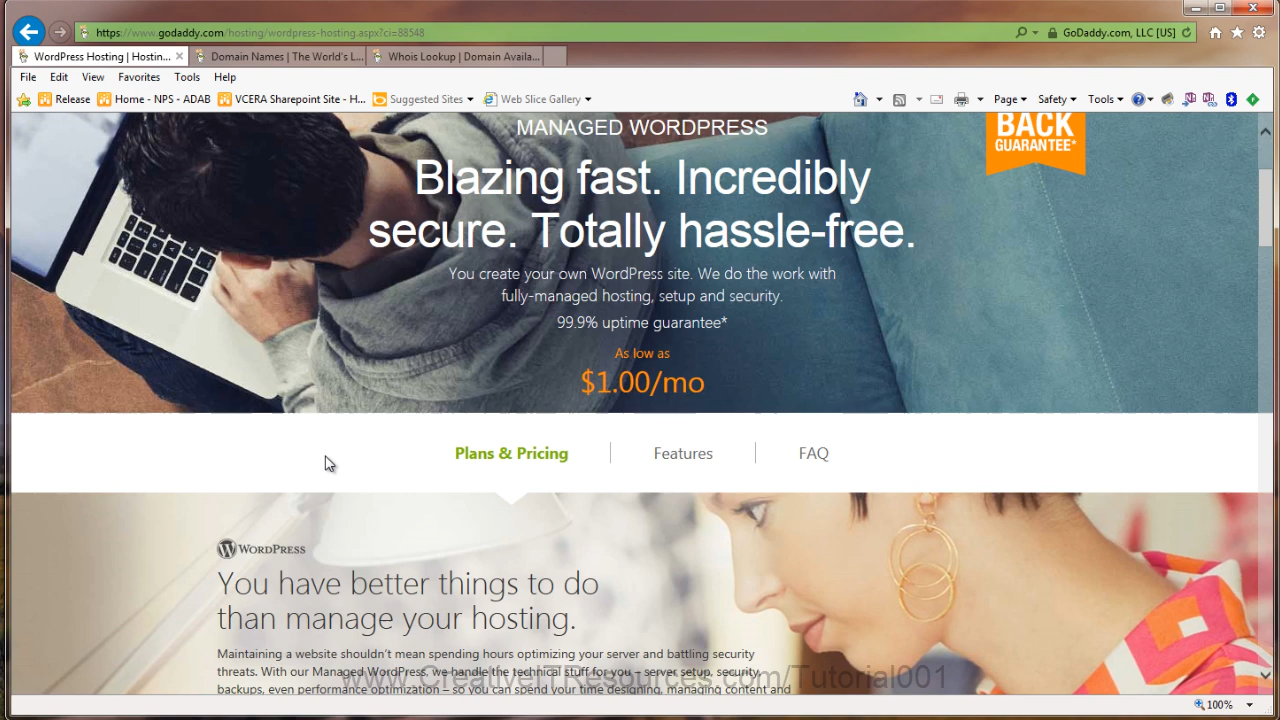 https://www.godaddy.com/hosting/wordpress-hosting.aspx?ci=88548
GoDaddy.com, LLC [US]
WordPress Hosting | Hostin...
Domain Names | The World's L...
Whois Lookup | Domain Availa...
File Edit View Favorites Tools Help
Release Home - NPS - ADAB VCERA Sharepoint Site - H... Suggested Sites Web Slice Gallery Page Safety Tools
MANAGED WORDPRESS
BACK
GUARANTEE*
Blazing fast. Incredibly
secure. Totally hassle-free.
You create your own WordPress site. We do the work with
fully-managed hosting, setup and security.
99.9% uptime guarantee*
As low as
$1.00/mo
Plans & Pricing Features FAQ
WORDPRESS
You have better things to do
than manage your hosting.
Maintaining a website shouldn't mean spending hours optimizing your server and battling security
threats. With our Managed WordPress, we handle the technical stuff for you – server setup, security
backups, even performance optimization – so you can spend your time designing, managing content and
www.CreativeITResources.com/Tutorial001
100%